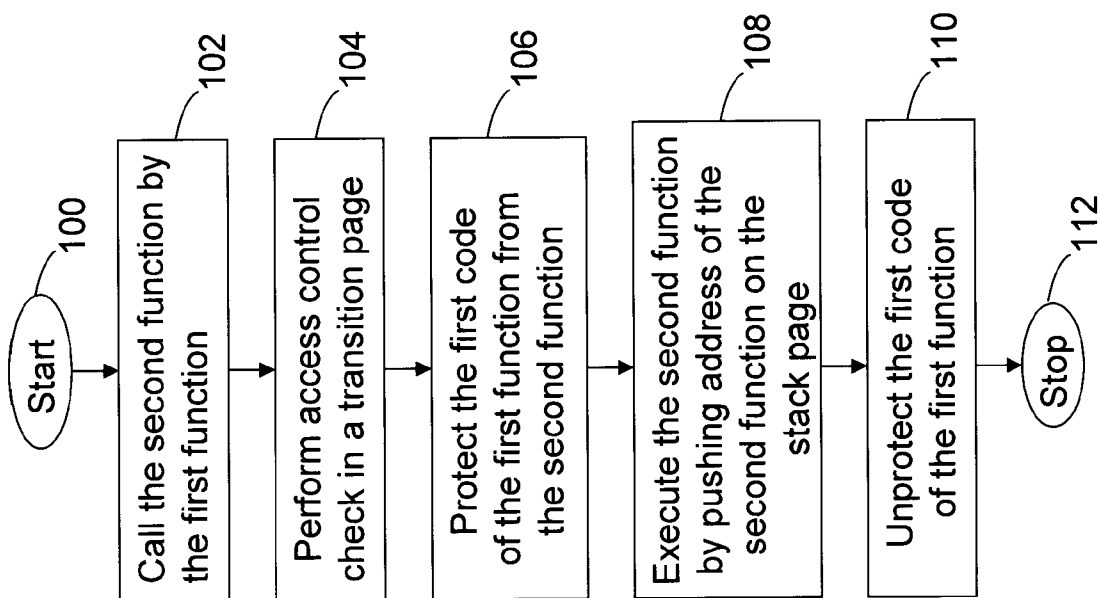 Start
100
Call the second function by
the first function
102
Perform access control
check in a transition page
104
Protect the first code
of the first function from
the second function
106
Execute the second function
by pushing address of the
second function on the
stack page
108
Unprotect the first code
of the first function
110
Stop
112